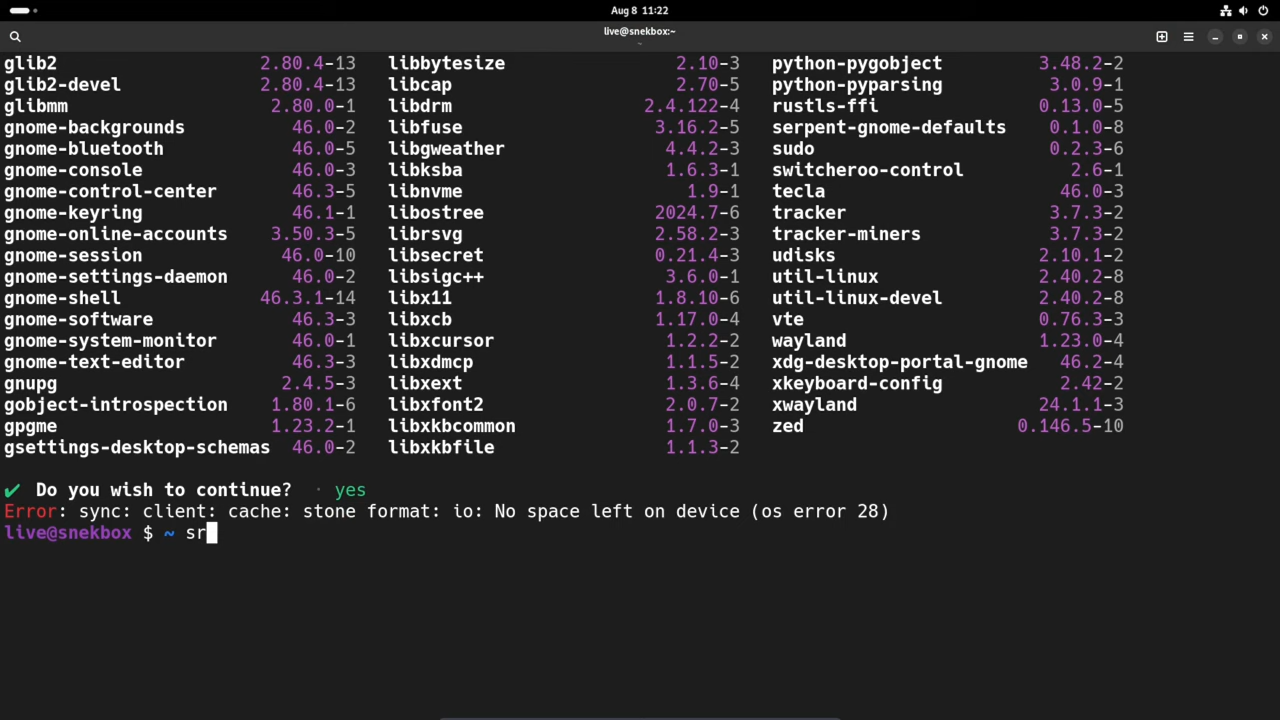 Aug 8 11:22
live@snekbox:~
~
glib2 2.80.4-13 libbytesize 2.10-3 python-pygobject 3.48.2-2
glib2-devel 2.80.4-13 libcap 2.70-5 python-pyparsing 3.0.9-1
glibmm 2.80.0-1 libdrm 2.4.122-4 rustls-ffi 0.13.0-5
gnome-backgrounds 46.0-2 libfuse 3.16.2-5 serpent-gnome-defaults 0.1.0-8
gnome-bluetooth 46.0-5 libgweather 4.4.2-3 sudo 0.2.3-6
gnome-console 46.0-3 libksba 1.6.3-1 switcheroo-control 2.6-1
gnome-control-center 46.3-5 libnvme 1.9-1 tecla 46.0-3
gnome-keyring 46.1-1 libostree 2024.7-6 tracker 3.7.3-2
gnome-online-accounts 3.50.3-5 librsvg 2.58.2-3 tracker-miners 3.7.3-2
gnome-session 46.0-10 libsecret 0.21.4-3 udisks 2.10.1-2
gnome-settings-daemon 46.0-2 libsigc++ 3.6.0-1 util-linux 2.40.2-8
gnome-shell 46.3.1-14 libx11 1.8.10-6 util-linux-devel 2.40.2-8
gnome-software 46.3-3 libxcb 1.17.0-4 vte 0.76.3-3
gnome-system-monitor 46.0-1 libxcursor 1.2.2-2 wayland 1.23.0-4
gnome-text-editor 46.3-3 libxdmcp 1.1.5-2 xdg-desktop-portal-gnome 46.2-4
gnupg 2.4.5-3 libxext 1.3.6-4 xkeyboard-config 2.42-2
gobject-introspection 1.80.1-6 libxfont2 2.0.7-2 xwayland 24.1.1-3
gpgme 1.23.2-1 libxkbcommon 1.7.0-3 zed 0.146.5-10
gsettings-desktop-schemas 46.0-2 libxkbfile 1.1.3-2
✔ Do you wish to continue? · yes
Error: sync: client: cache: stone format: io: No space left on device (os error 28)
live@snekbox $ ~ sr